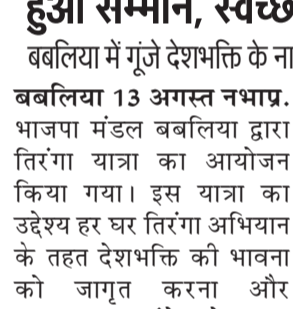 हुआ सम्मान, स्वच्छ
बबलिया में गूंजे देशभक्ति के ना
बबलिया 13 अगस्त नभाप्र.
भाजपा मंडल बबलिया द्वारा
तिरंगा यात्रा का आयोजन
किया गया। इस यात्रा का
उद्देश्य हर घर तिरंगा अभियान
के तहत देशभक्ति की भावना
को जागृत करना और